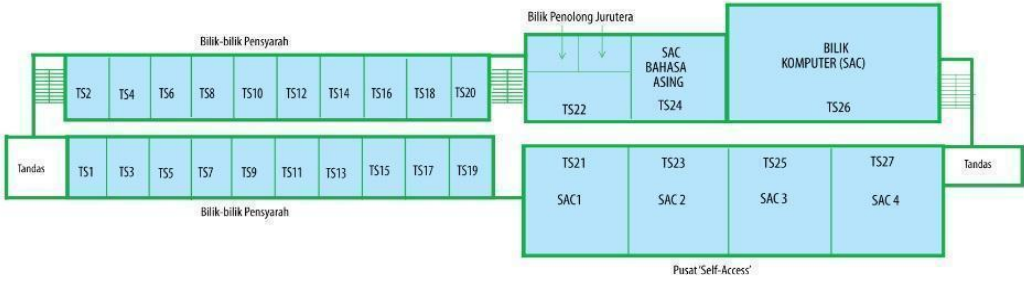 Bilik Penolong Jurutera
Bilik-bilik Pensyarah
SAC
BAHASA
ASING
TS24
BILIK
KOMPUTER (SAC)
TS26
TS2 TS4 TS6 TS8 TS10 TS12 TS14 TS16 TS18 TS20
TS22
Tandas
TS1 TS3 TS5 TS7 TS9 TS11 TS13 TS15 TS17 TS19
Bilik-bilik Pensyarah
TS21 TS23 TS25 TS27
SAC1 SAC 2 SAC 3 SAC 4
Tandas
Pusat 'Self-Access'